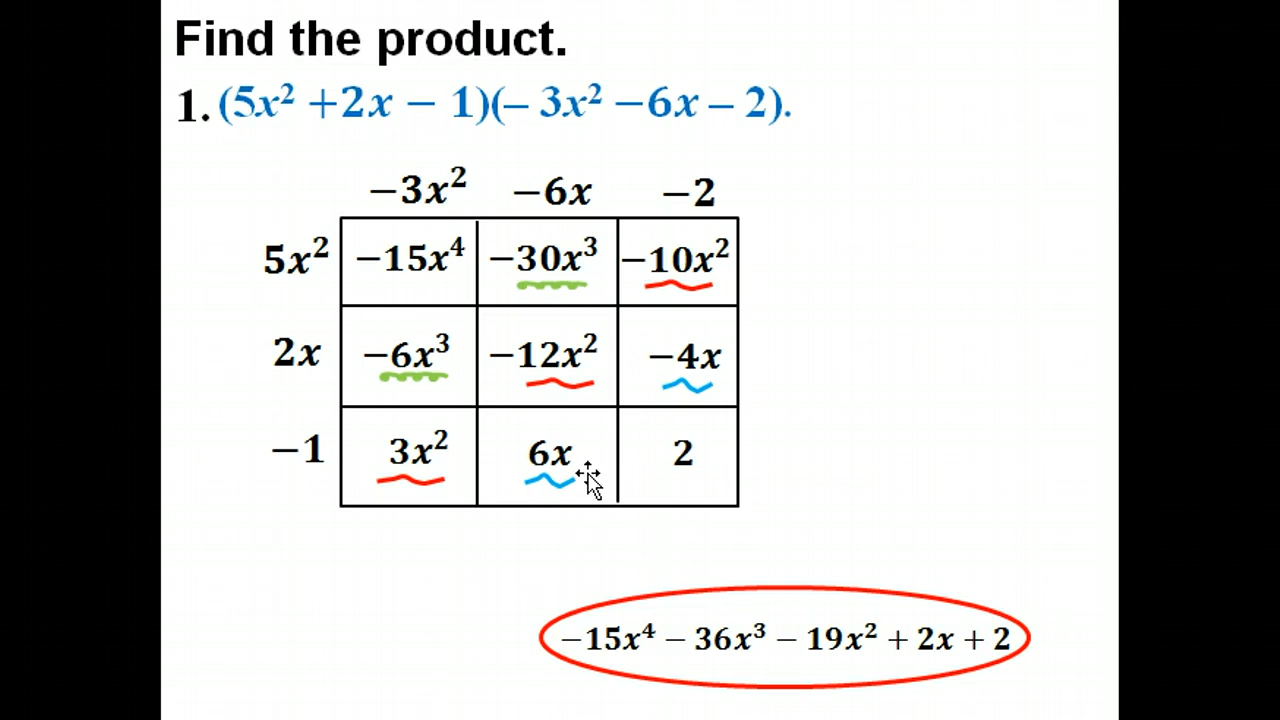 Find the product.
1. (5x² +2x − 1)(− 3x² −6x − 2).
−3x² −6x −2
5x² −15x⁴ −30x³ −10x²
2x −6x³ −12x² −4x
−1 3x² 6x 2
−15x⁴ − 36x³ − 19x² + 2x + 2